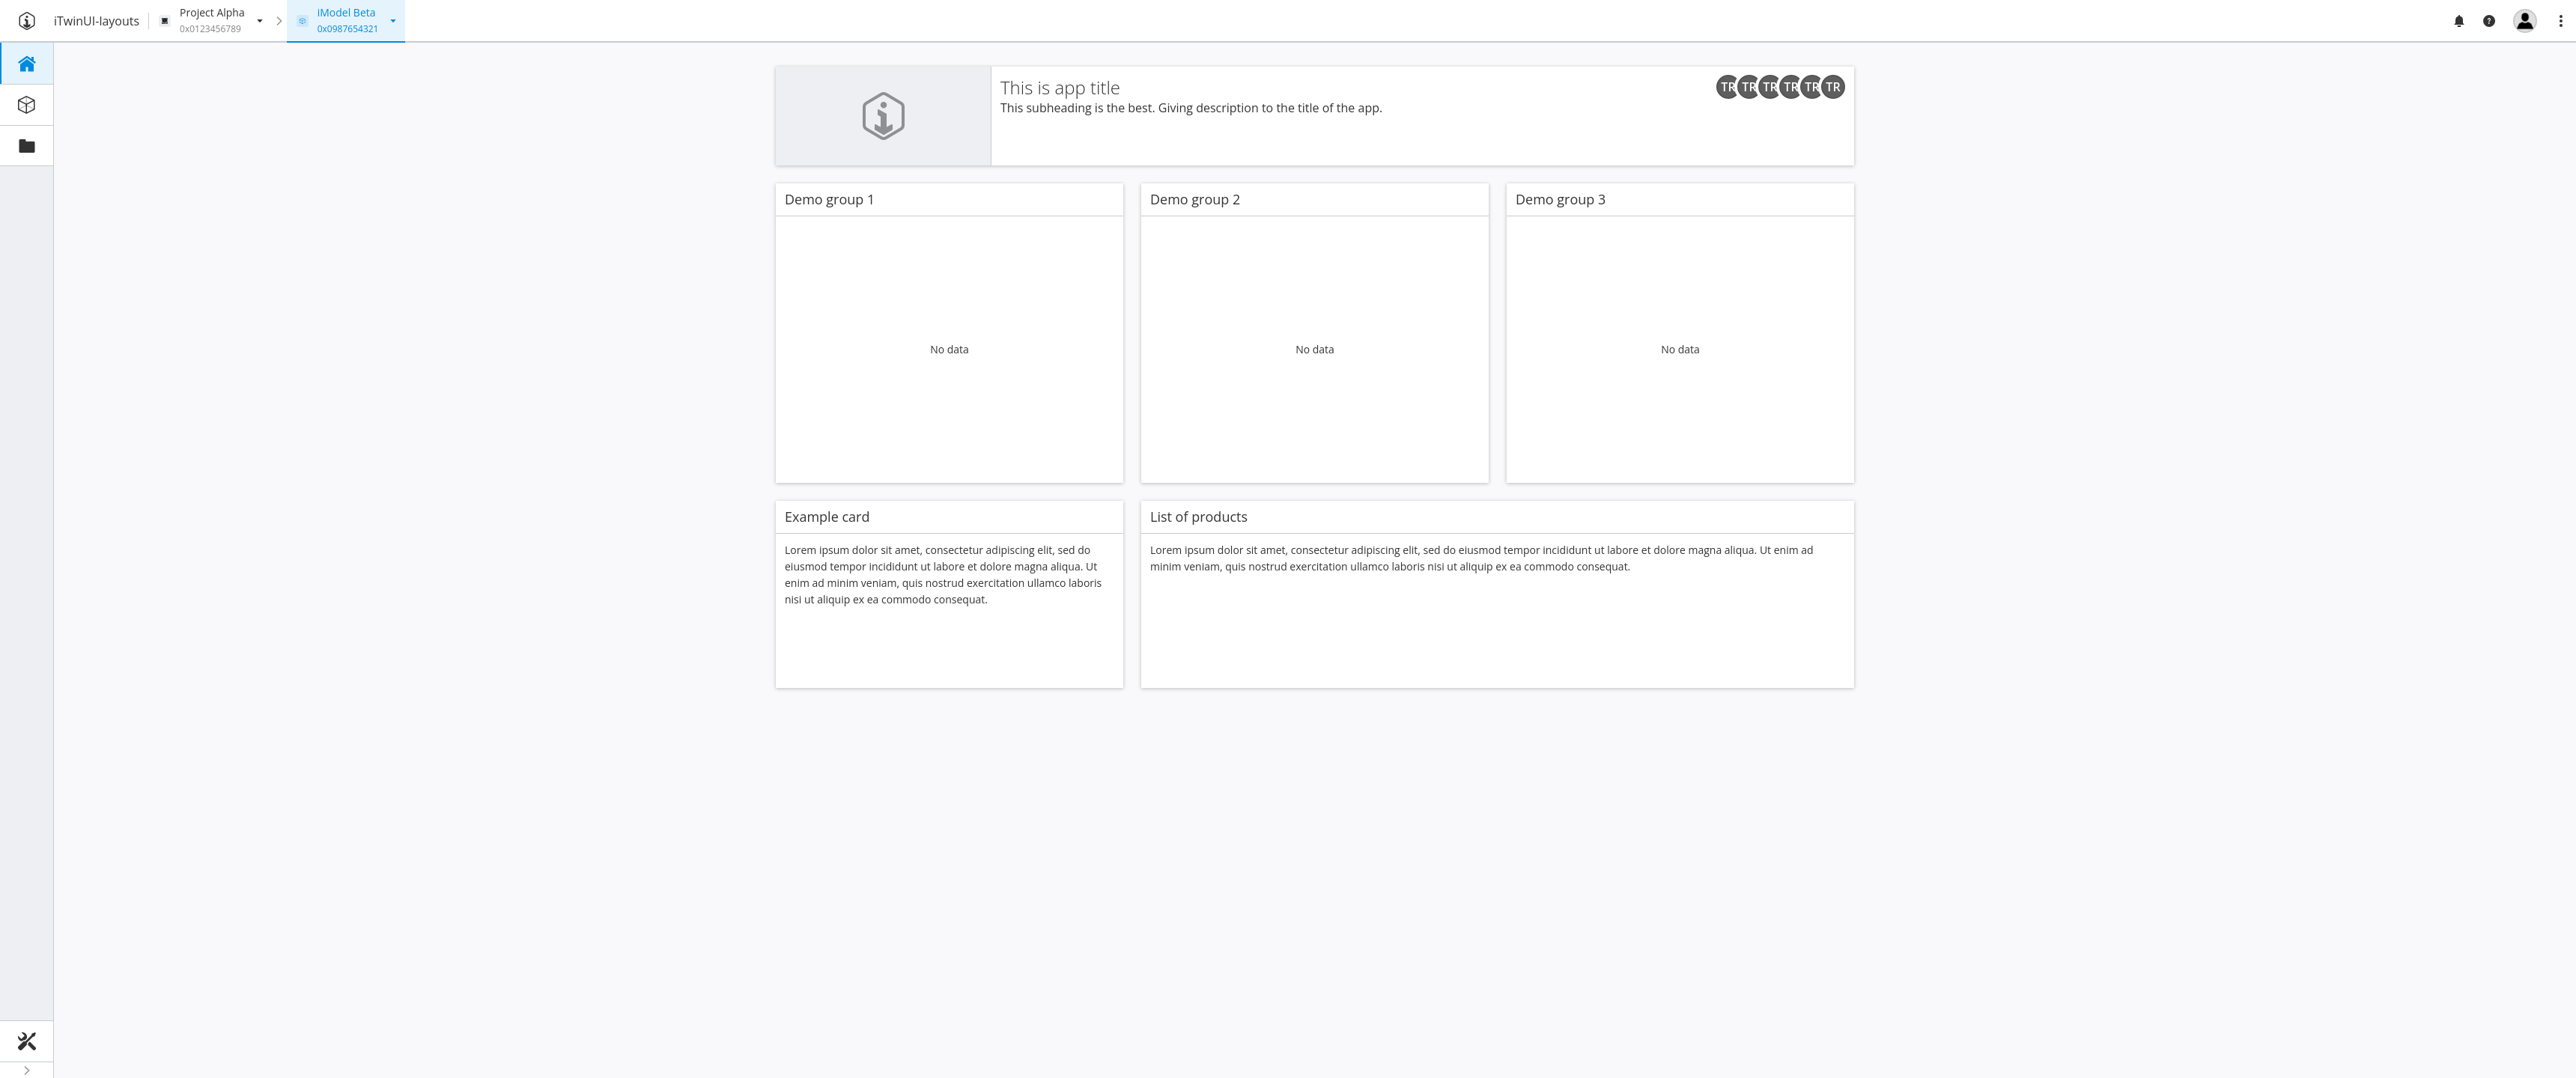 iTwinUI-layouts
Project Alpha
0x0123456789
iModel Beta
0x0987654321
This is app title
This subheading is the best. Giving description to the title of the app.
TR TR TR TR TR TR
Demo group 1
Demo group 2
Demo group 3
No data
No data
No data
Example card
Lorem ipsum dolor sit amet, consectetur adipiscing elit, sed do
eiusmod tempor incididunt ut labore et dolore magna aliqua. Ut
enim ad minim veniam, quis nostrud exercitation ullamco laboris
nisi ut aliquip ex ea commodo consequat.
List of products
Lorem ipsum dolor sit amet, consectetur adipiscing elit, sed do eiusmod tempor incididunt ut labore et dolore magna aliqua. Ut enim ad
minim veniam, quis nostrud exercitation ullamco laboris nisi ut aliquip ex ea commodo consequat.